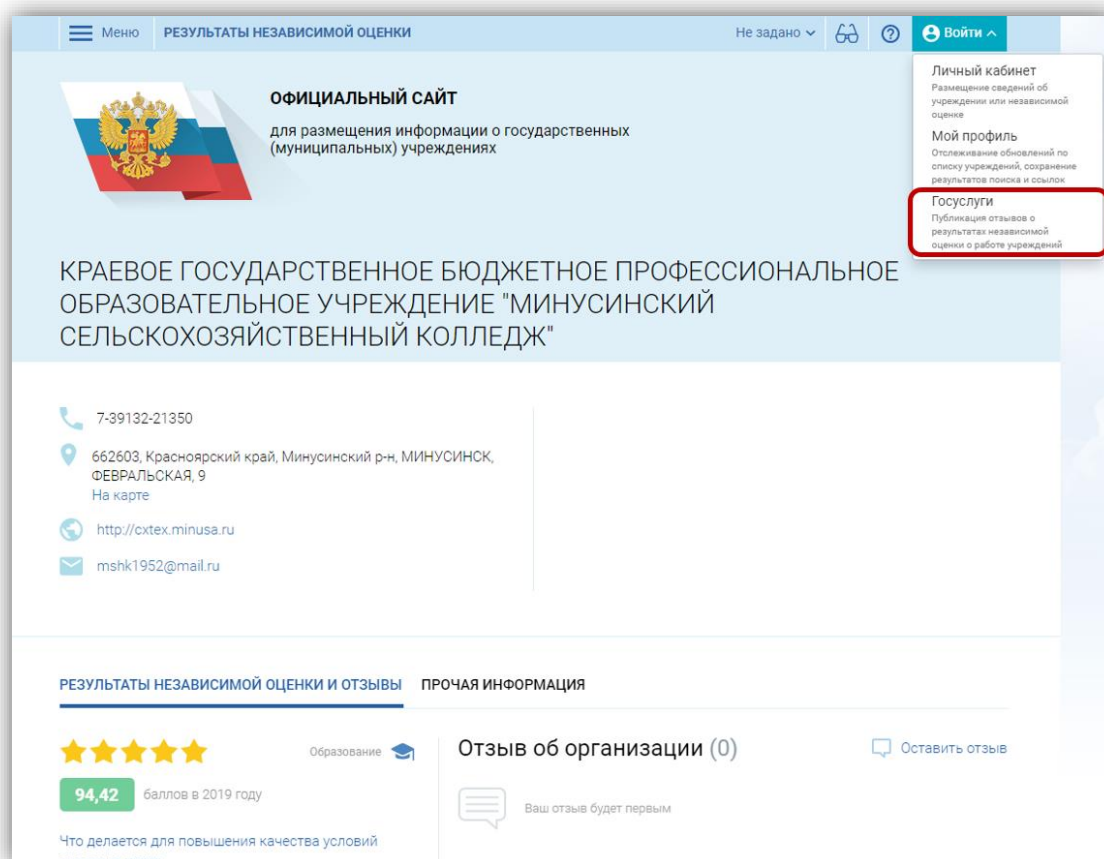 Меню РЕЗУЛЬТАТЫ НЕЗАВИСИМОЙ ОЦЕНКИ Не задано Войти
Личный кабинет
Размещение сведений об
учреждении или независимой
оценке
Мой профиль
Отслеживание обновлений по
списку учреждений, сохранение
результатов поиска и ссылок
Госуслуги
Публикация отзывов о
результатах независимой
оценки о работе учреждений
ОФИЦИАЛЬНЫЙ САЙТ
для размещения информации о государственных
(муниципальных) учреждениях
КРАЕВОЕ ГОСУДАРСТВЕННОЕ БЮДЖЕТНОЕ ПРОФЕССИОНАЛЬНОЕ
ОБРАЗОВАТЕЛЬНОЕ УЧРЕЖДЕНИЕ "МИНУСИНСКИЙ
СЕЛЬСКОХОЗЯЙСТВЕННЫЙ КОЛЛЕДЖ"
7-39132-21350
662603, Красноярский край, Минусинский р-н, МИНУСИНСК,
ФЕВРАЛЬСКАЯ, 9
На карте
http://cxtex.minusa.ru
mshk1952@mail.ru
РЕЗУЛЬТАТЫ НЕЗАВИСИМОЙ ОЦЕНКИ И ОТЗЫВЫ ПРОЧАЯ ИНФОРМАЦИЯ
Образование
94,42 баллов в 2019 году
Что делается для повышения качества условий
Отзыв об организации (0) Оставить отзыв
Ваш отзыв будет первым